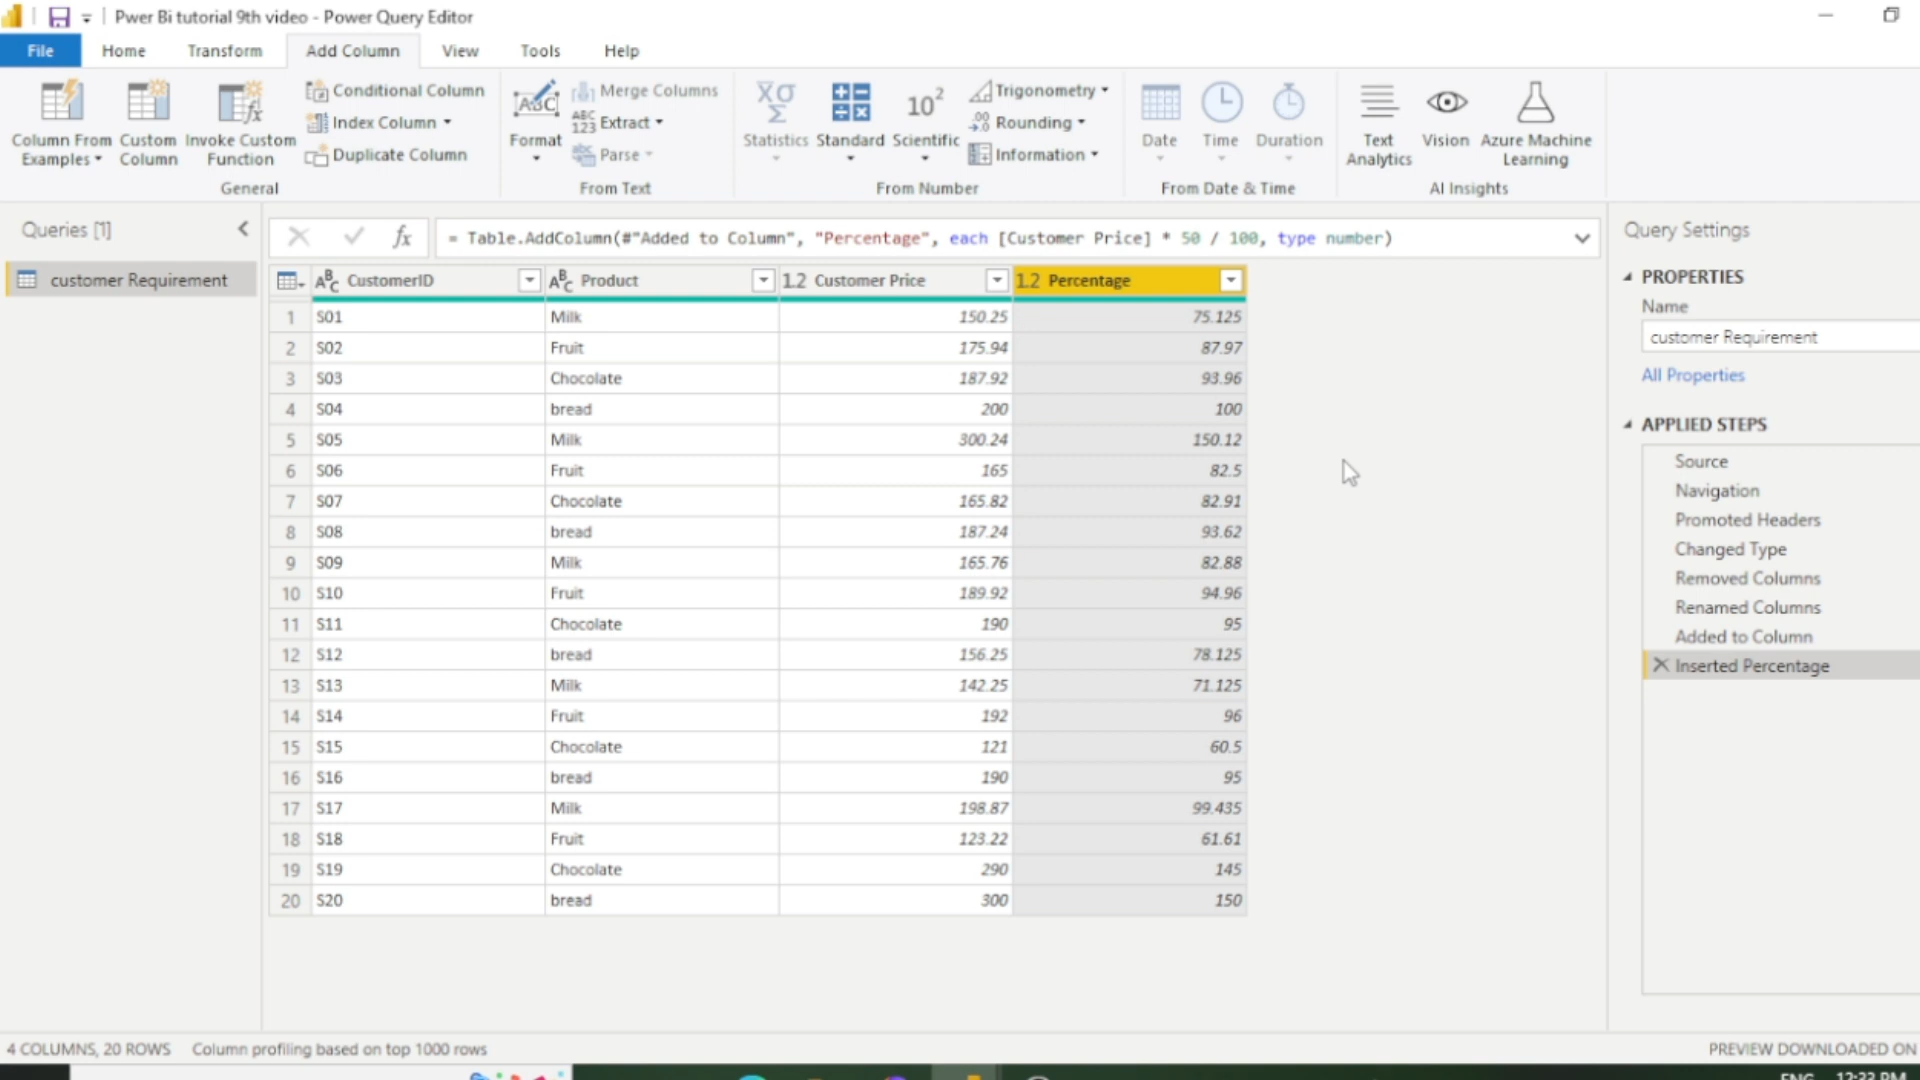 Pwer Bi tutorial 9th video - Power Query Editor
File Home Transform Add Column View Tools Help
Column From Examples
Custom Column
Invoke Custom Function
Conditional Column
Index Column
Duplicate Column
General
Format
Merge Columns
ABC 123 Extract
Parse
From Text
Statistics
Standard
10² Scientific
Trigonometry
Rounding
Information
From Number
Date
Time
Duration
From Date & Time
Text Analytics
Vision
Azure Machine Learning
AI Insights
Queries [1]
customer Requirement
fx = Table.AddColumn(#"Added to Column", "Percentage", each [Customer Price] * 50 / 100, type number)
CustomerID Product 1.2 Customer Price 1.2 Percentage
1 S01 Milk 150.25 75.125
2 S02 Fruit 175.94 87.97
3 S03 Chocolate 187.92 93.96
4 S04 bread 200 100
5 S05 Milk 300.24 150.12
6 S06 Fruit 165 82.5
7 S07 Chocolate 165.82 82.91
8 S08 bread 187.24 93.62
9 S09 Milk 165.76 82.88
10 S10 Fruit 189.92 94.96
11 S11 Chocolate 190 95
12 S12 bread 156.25 78.125
13 S13 Milk 142.25 71.125
14 S14 Fruit 192 96
15 S15 Chocolate 121 60.5
16 S16 bread 190 95
17 S17 Milk 198.87 99.435
18 S18 Fruit 123.22 61.61
19 S19 Chocolate 290 145
20 S20 bread 300 150
Query Settings
PROPERTIES
Name
customer Requirement
All Properties
APPLIED STEPS
Source
Navigation
Promoted Headers
Changed Type
Removed Columns
Renamed Columns
Added to Column
Inserted Percentage
4 COLUMNS, 20 ROWS Column profiling based on top 1000 rows
PREVIEW DOWNLOADED ON